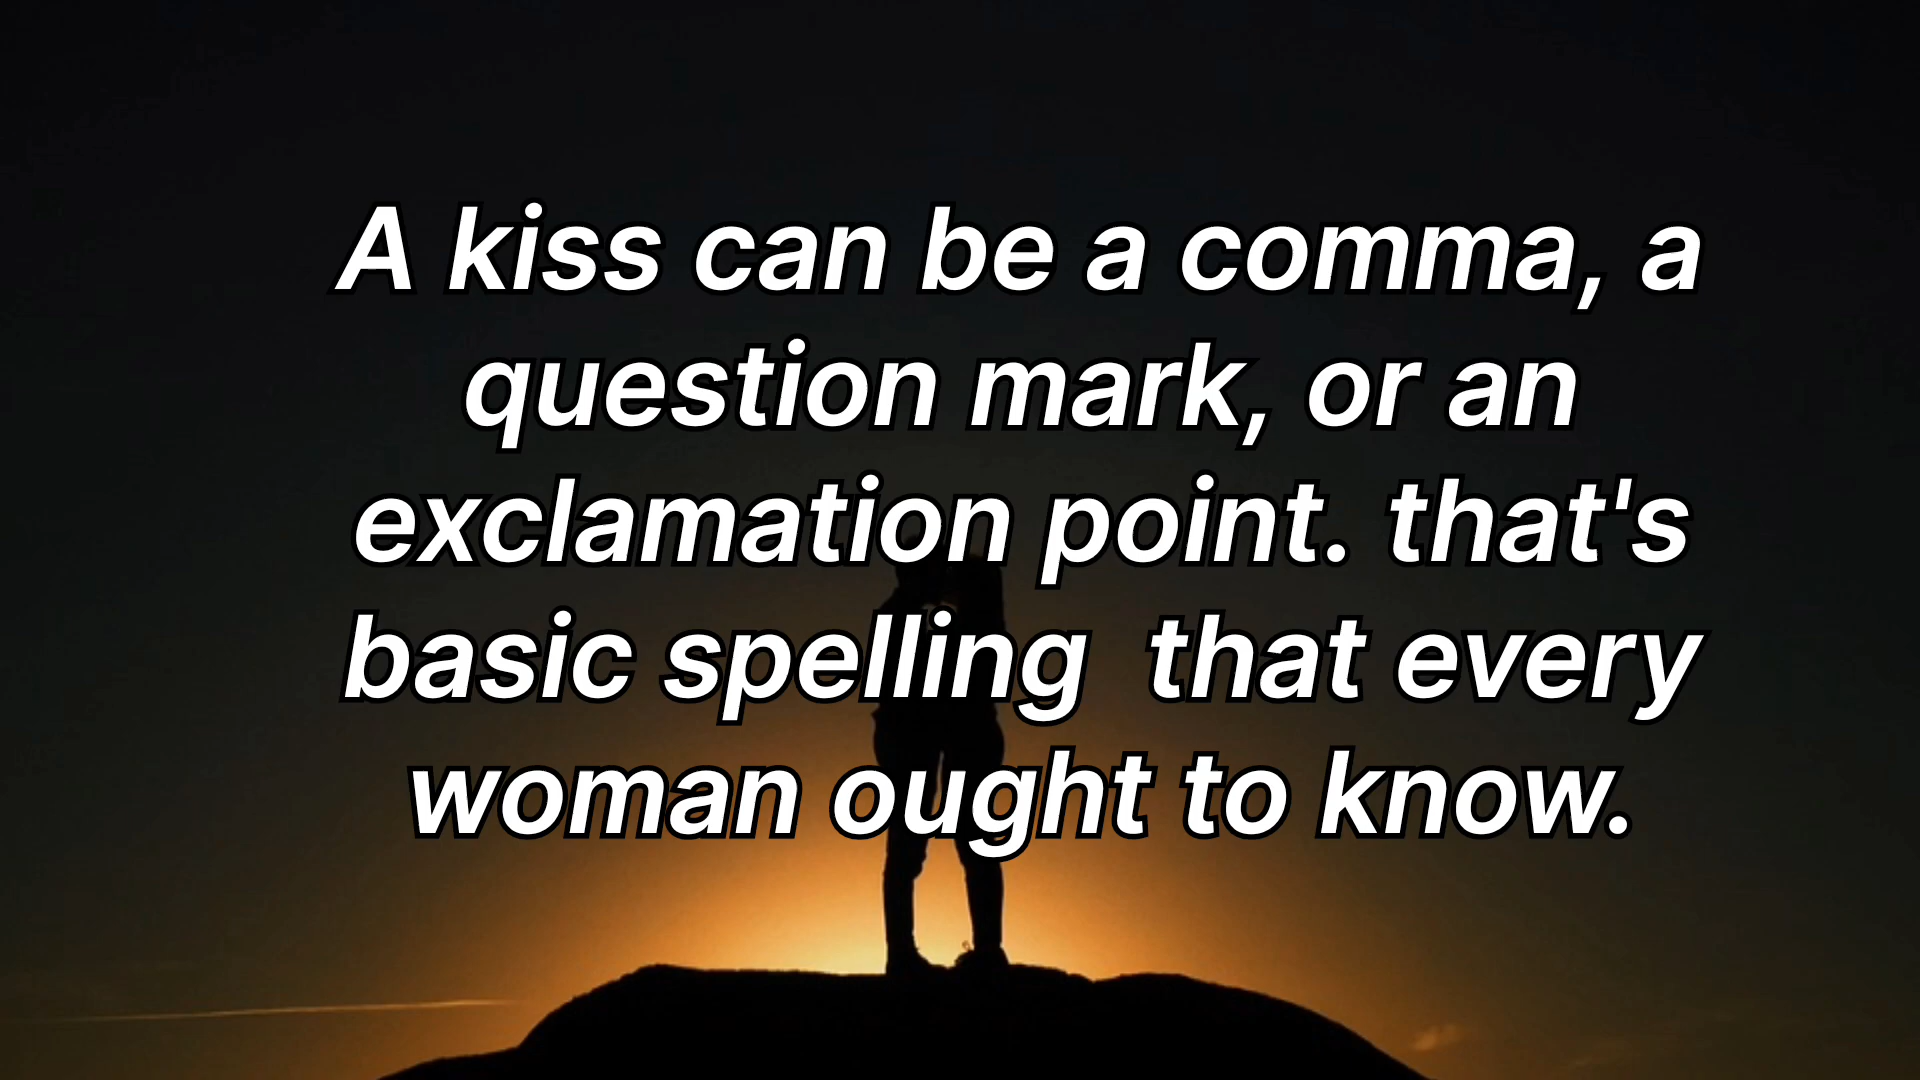 A kiss can be a comma, a
question mark, or an
exclamation point. that's
basic spelling  that every
woman ought to know.